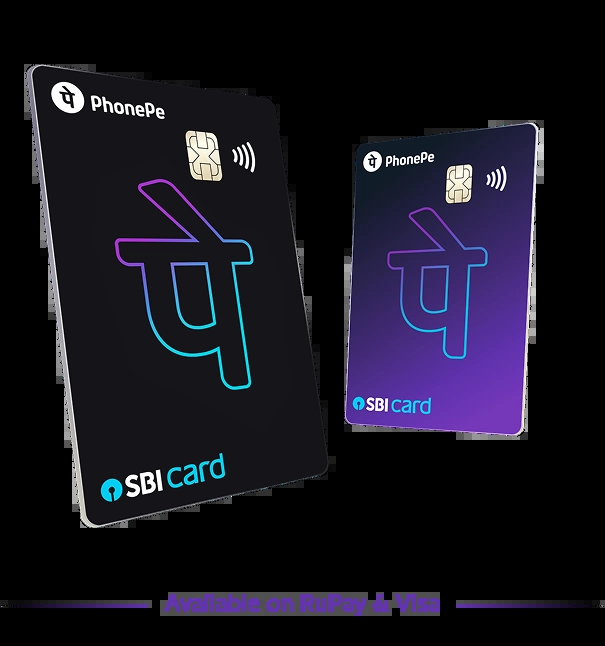 पे PhonePe
पे
SBI card
पे PhonePe
पे
SBI card
Available on RuPay & Visa